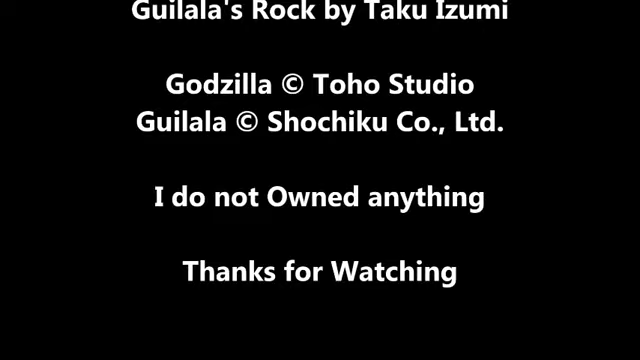 Guilala's Rock by Taku Izumi
Godzilla © Toho Studio
Guilala © Shochiku Co., Ltd.
I do not Owned anything
Thanks for Watching